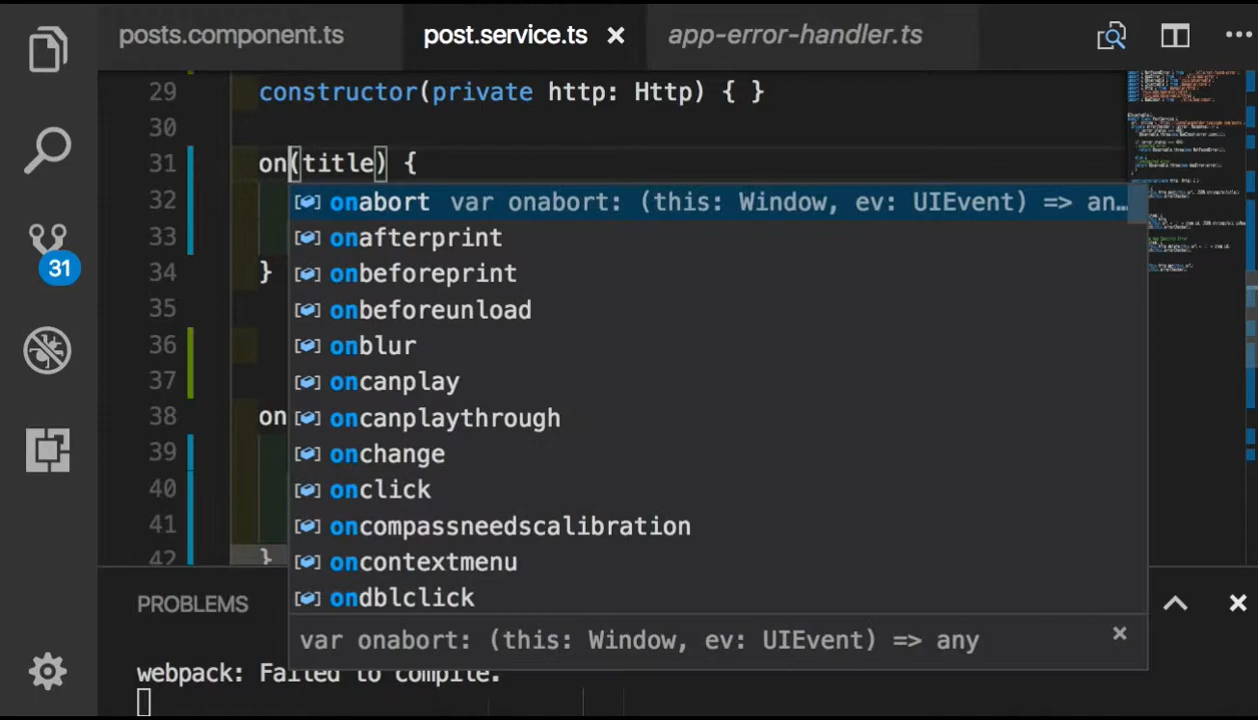 posts.component.ts post.service.ts × app-error-handler.ts
29 constructor(private http: Http) { }
30
31 on(title) {
32 onabort var onabort: (this: Window, ev: UIEvent) => an…
33 onafterprint
34 } onbeforeprint
35 onbeforeunload
36 onblur
37 oncanplay
38 on oncanplaythrough
39 onchange
40 onclick
41 oncompassneedscalibration
42 } oncontextmenu
ondblclick
31
PROBLEMS
var onabort: (this: Window, ev: UIEvent) => any
webpack: Failed to compile.